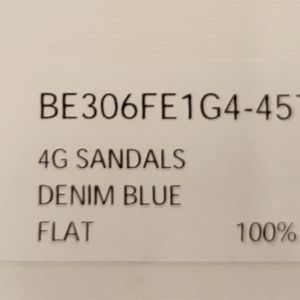 BE306FE1G4-45
4G SANDALS
DENIM BLUE
FLAT 100%